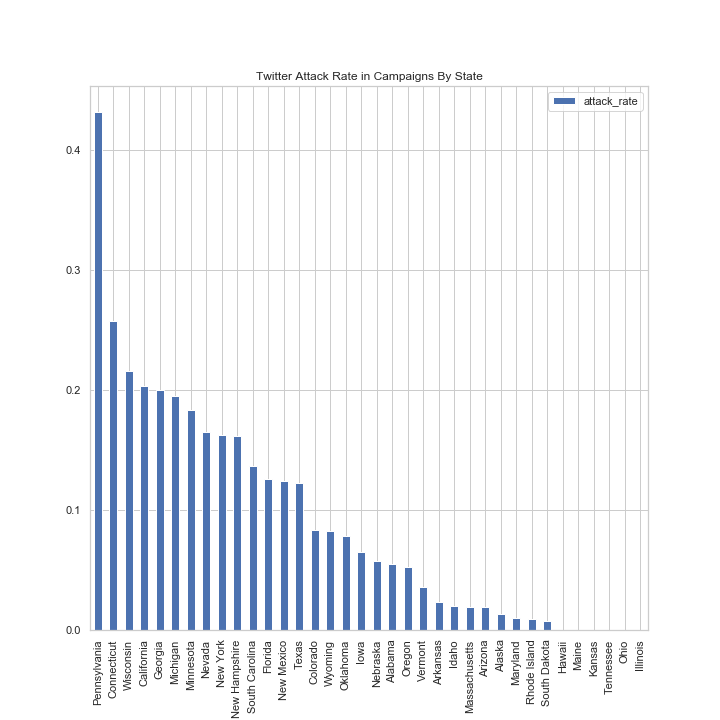 Twitter Attack Rate in Campaigns By State
attack_rate
0.4
0.3
0.2
0.1
0.0
Pennsylvania
Connecticut
Wisconsin
California
Georgia
Michigan
Minnesota
Nevada
New York
New Hampshire
South Carolina
Florida
New Mexico
Texas
Colorado
Wyoming
Oklahoma
Iowa
Nebraska
Alabama
Oregon
Vermont
Arkansas
Idaho
Massachusetts
Arizona
Alaska
Maryland
Rhode Island
South Dakota
Hawaii
Maine
Kansas
Tennessee
Ohio
Illinois